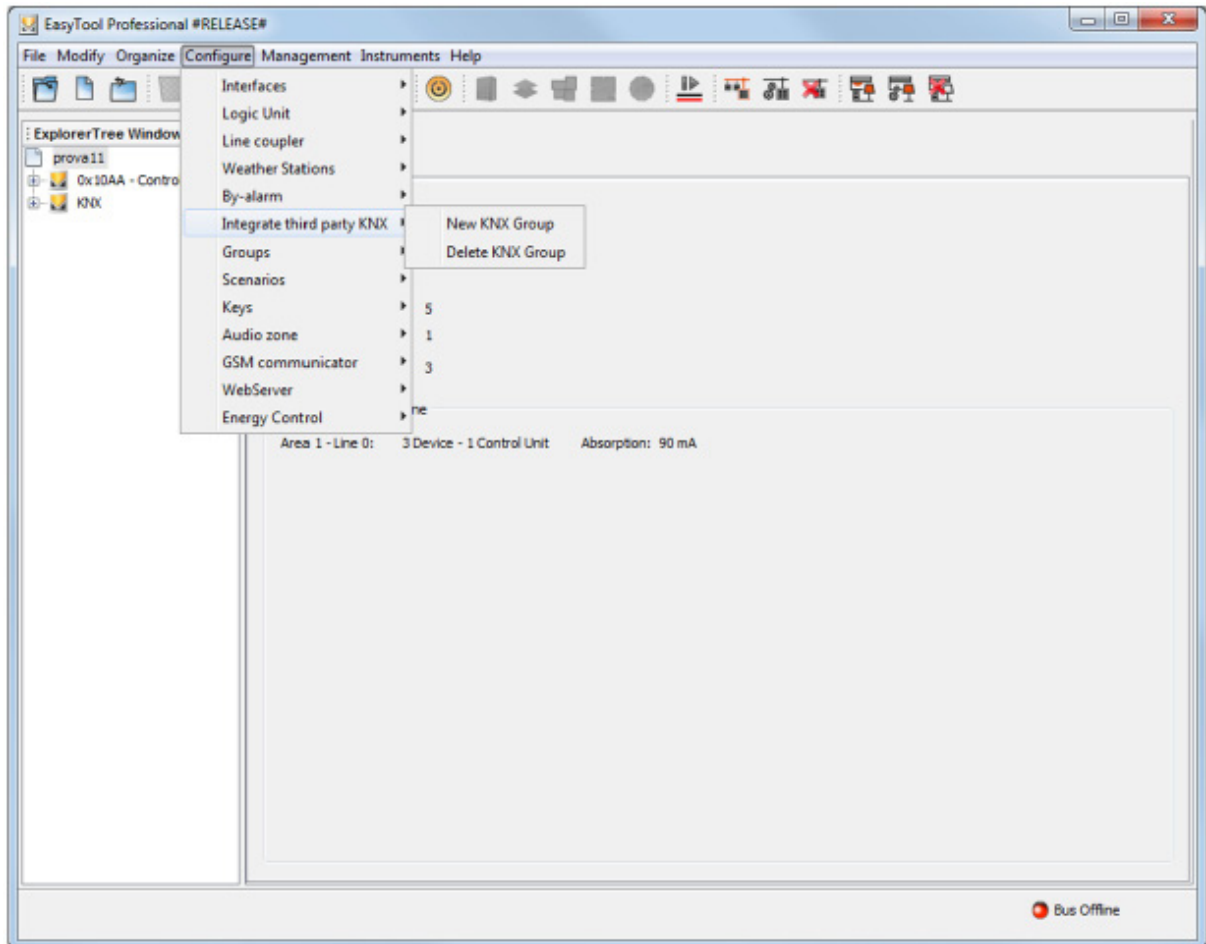 EasyTool Professional #RELEASE#
File Modify Organize Configure Management Instruments Help
Interfaces
Logic Unit
Line coupler
Weather Stations
By-alarm
Integrate third party KNX
Groups
Scenarios
Keys
Audio zone
GSM communicator
WebServer
Energy Control
New KNX Group
Delete KNX Group
ExplorerTree Window
prova11
0x10AA - Contro
KNX
5
1
3
ne
Area 1 - Line 0: 3 Device - 1 Control Unit Absorption: 90 mA
Bus Offline